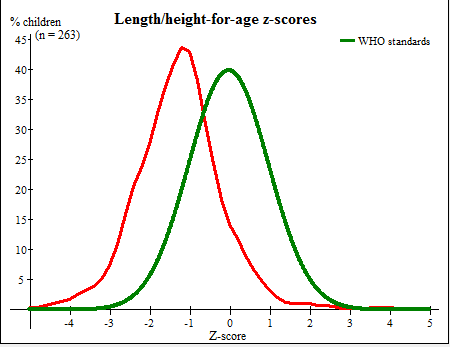 Length/height-for-age z-scores
% children
(n = 263)
WHO standards
45
40
35
30
25
20
15
10
5
-4 -3 -2 -1 0 1 2 3 4 5
Z-score